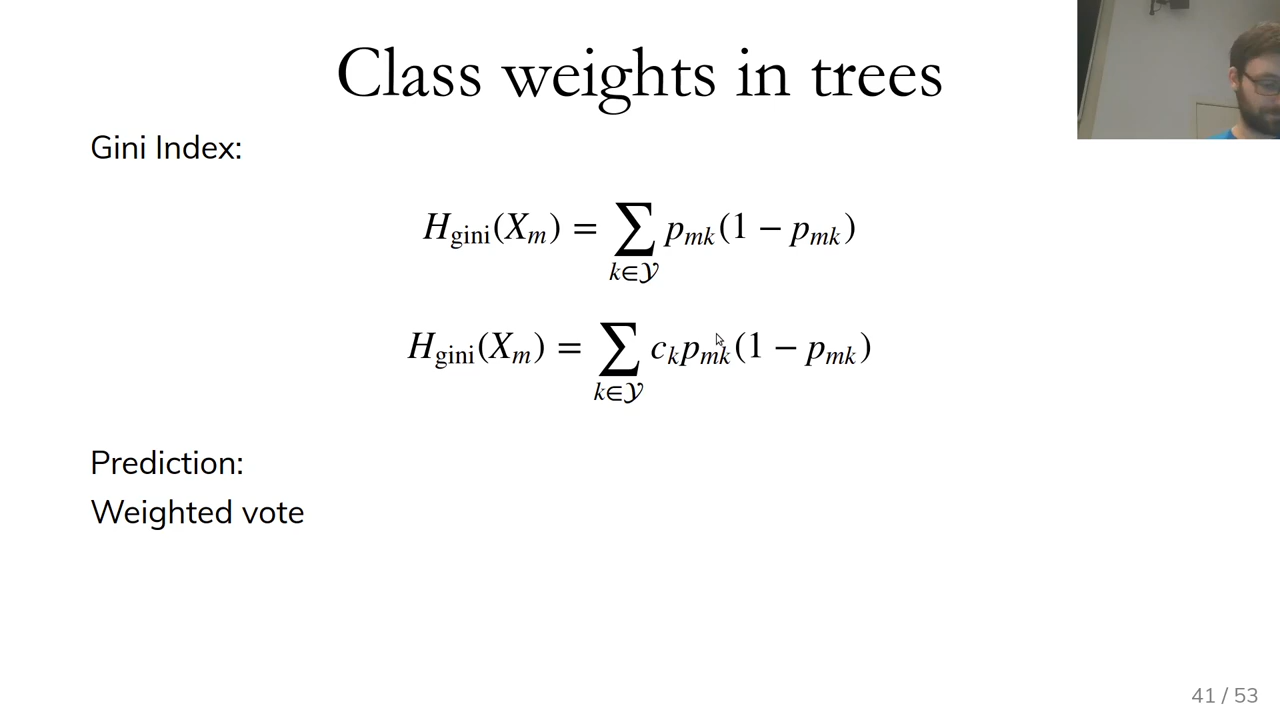 Class weights in trees
Gini Index:
H_gini(X_m) = ∑_{k∈𝒴} p_mk(1 − p_mk)
H_gini(X_m) = ∑_{k∈𝒴} c_k p_mk(1 − p_mk)
Prediction:
Weighted vote
41 / 53